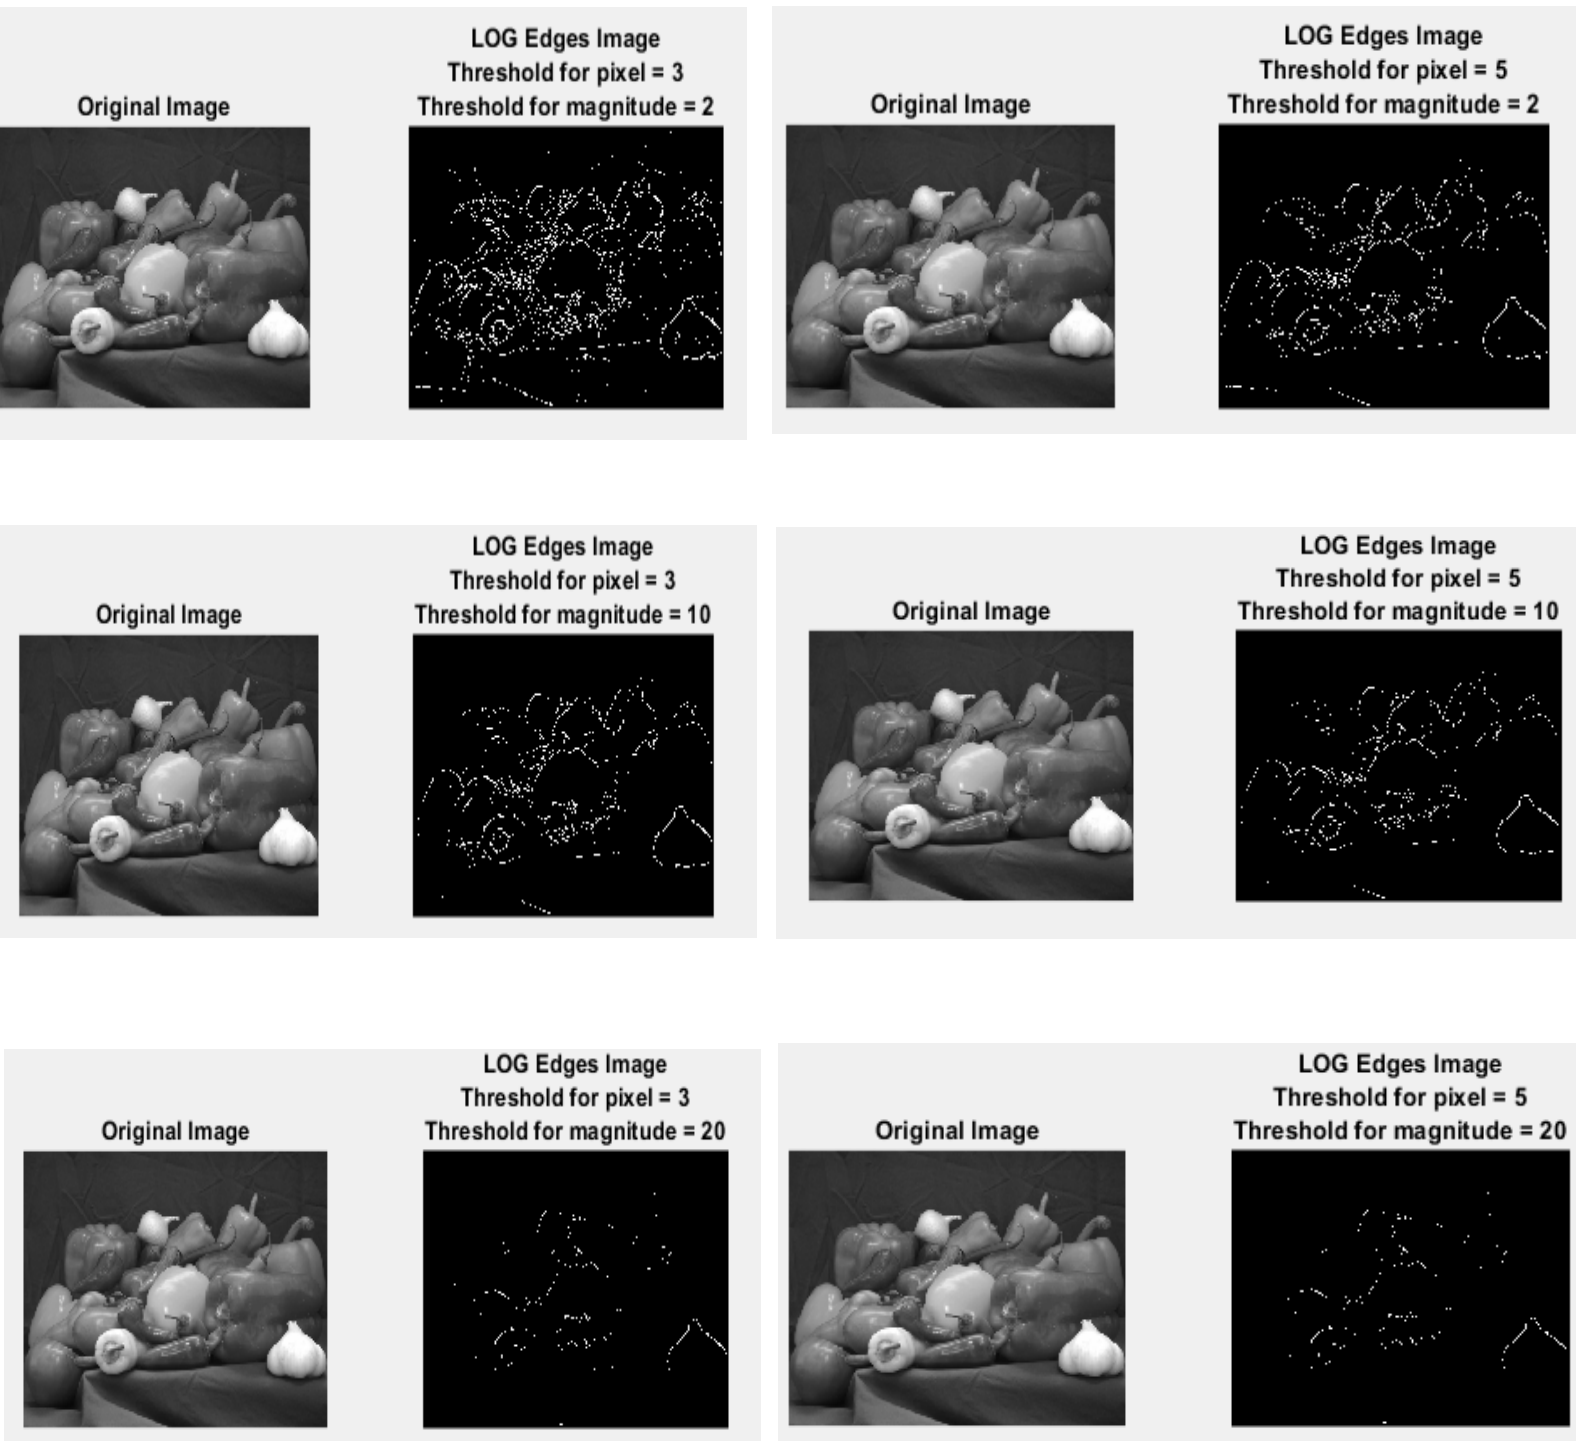 LOG Edges Image
Threshold for pixel = 3
Threshold for magnitude = 2
Original Image
LOG Edges Image
Threshold for pixel = 5
Threshold for magnitude = 2
Original Image
LOG Edges Image
Threshold for pixel = 3
Threshold for magnitude = 10
Original Image
LOG Edges Image
Threshold for pixel = 5
Threshold for magnitude = 10
Original Image
LOG Edges Image
Threshold for pixel = 3
Threshold for magnitude = 20
Original Image
LOG Edges Image
Threshold for pixel = 5
Threshold for magnitude = 20
Original Image